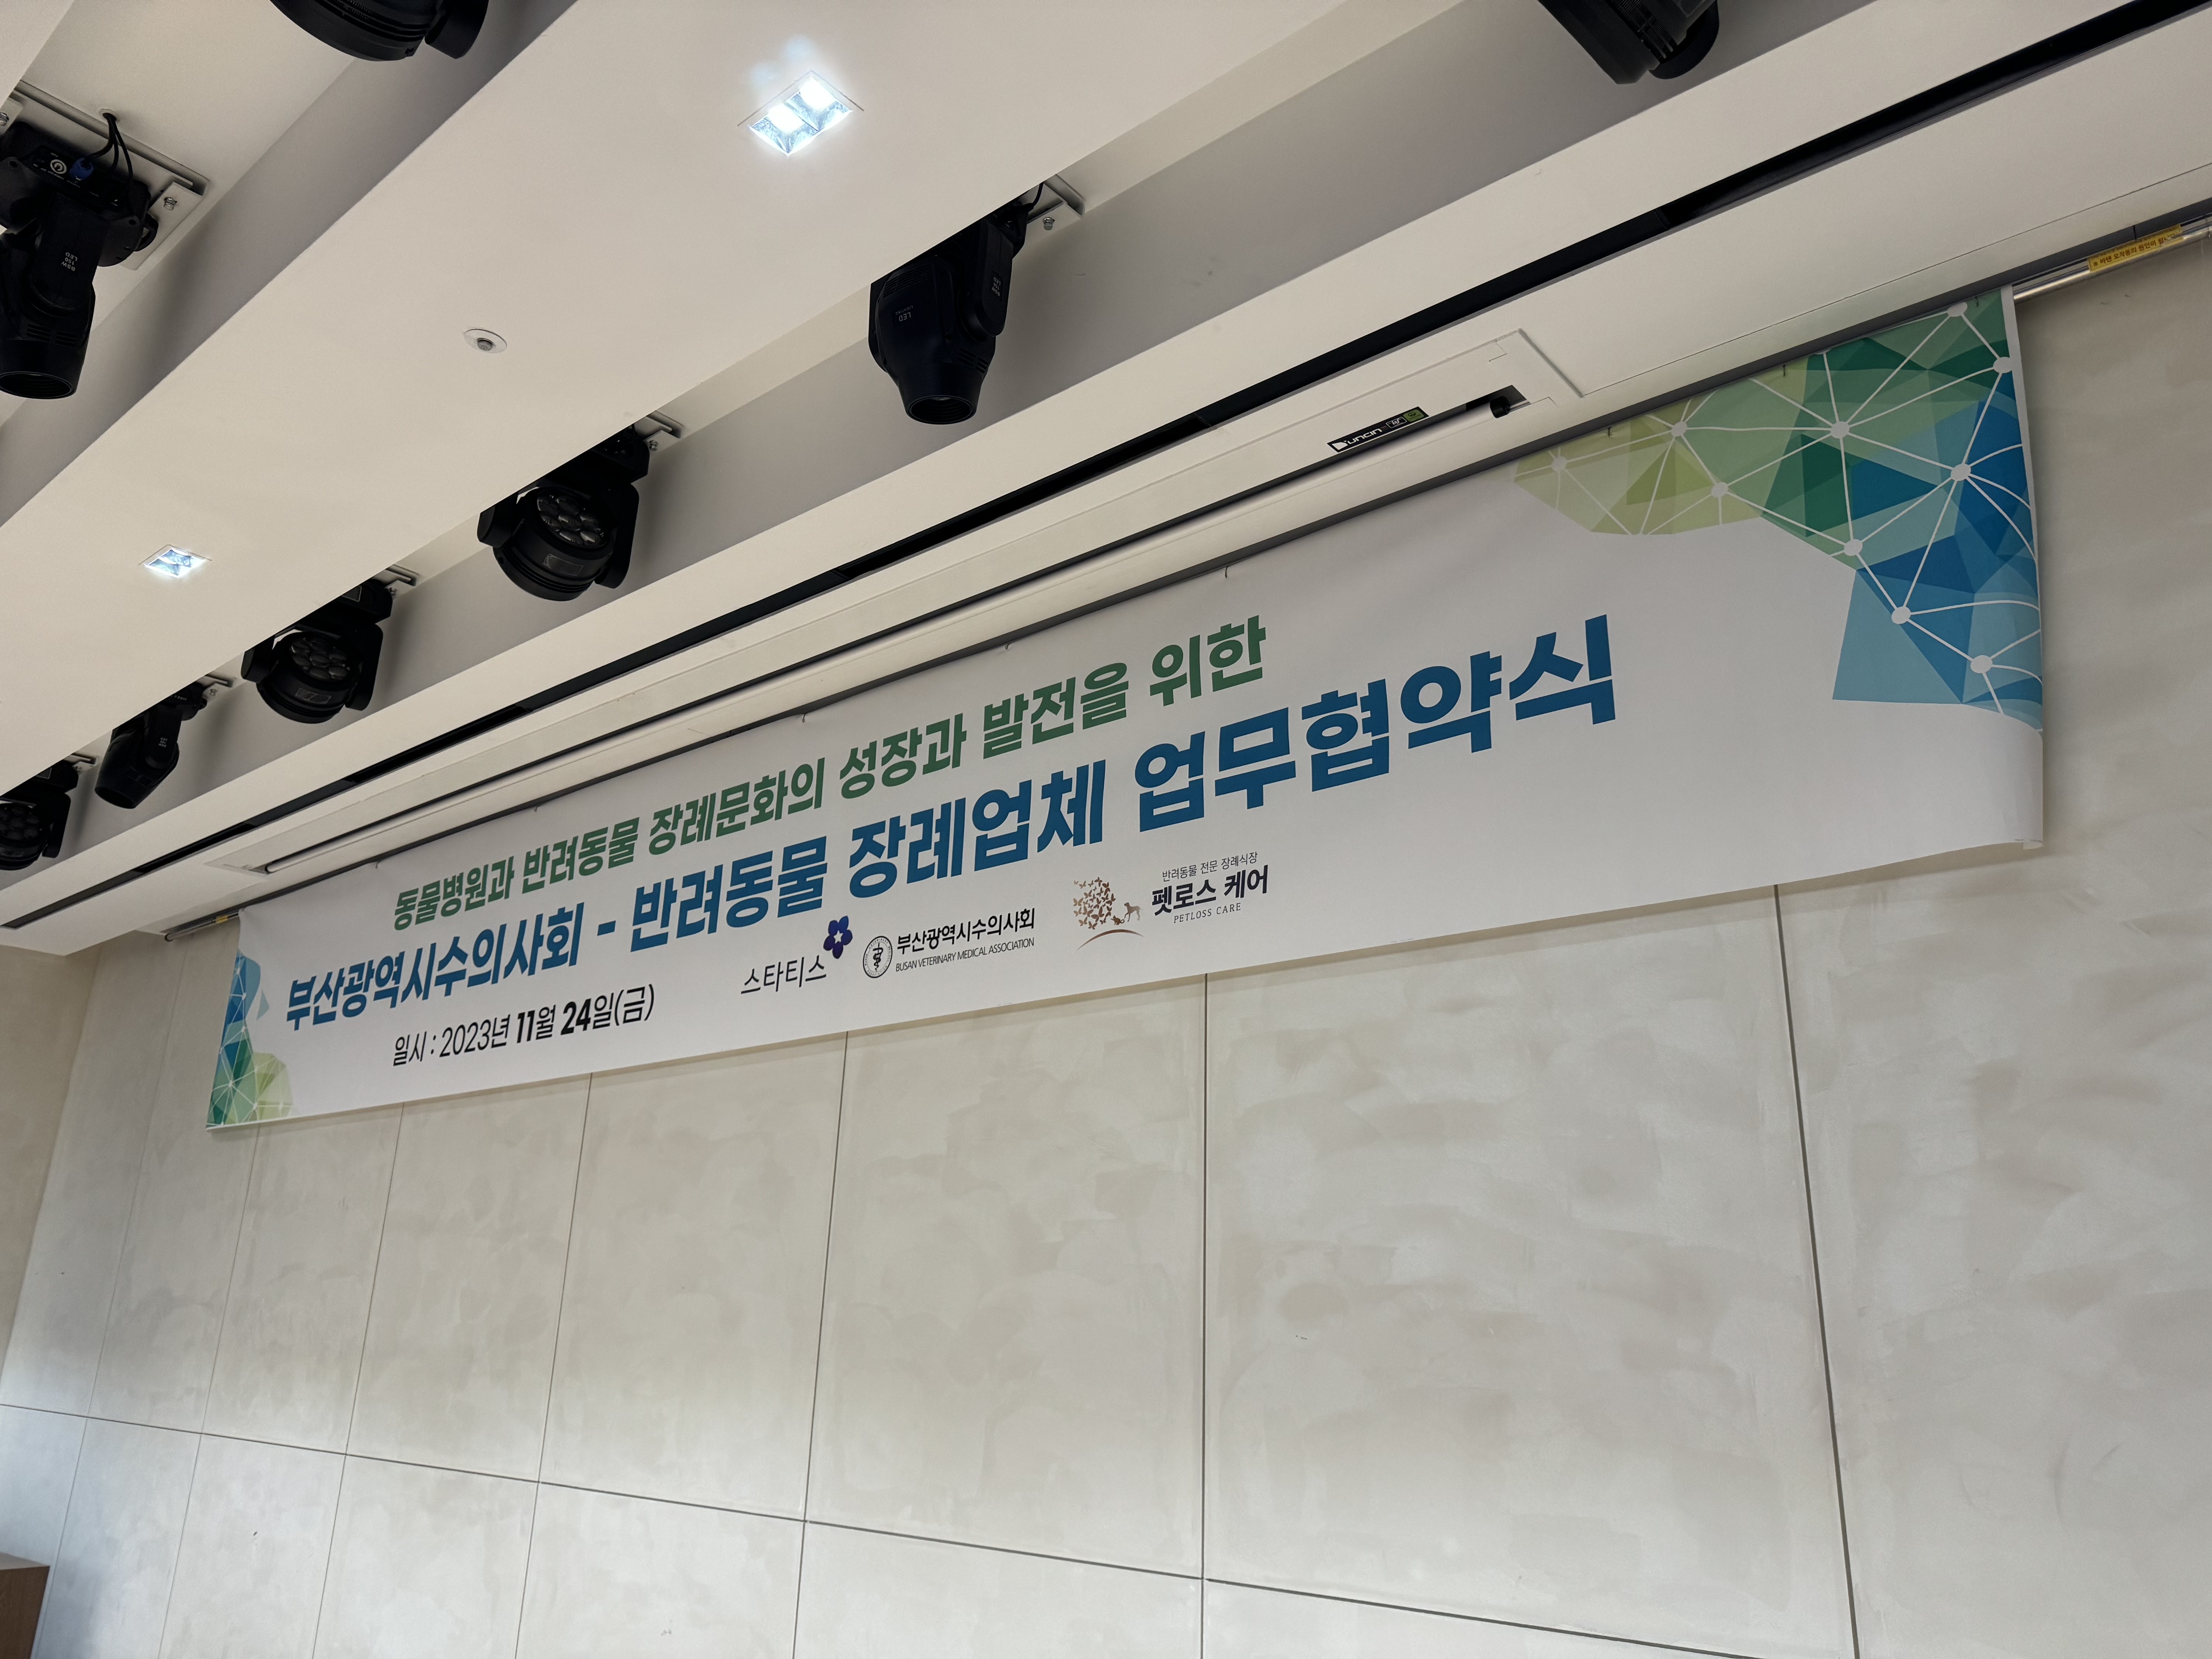 동물병원과 반려동물 장례문화의 성장과 발전을 위한
부산광역시수의사회 - 반려동물 장례업체 업무협약식
일시 : 2023년 11월 24일(금)
스타티스
부산광역시수의사회
BUSAN VETERINARY MEDICAL ASSOCIATION
반려동물 전문 장례식장
펫로스 케어
PETLOSS CARE
LED
LED